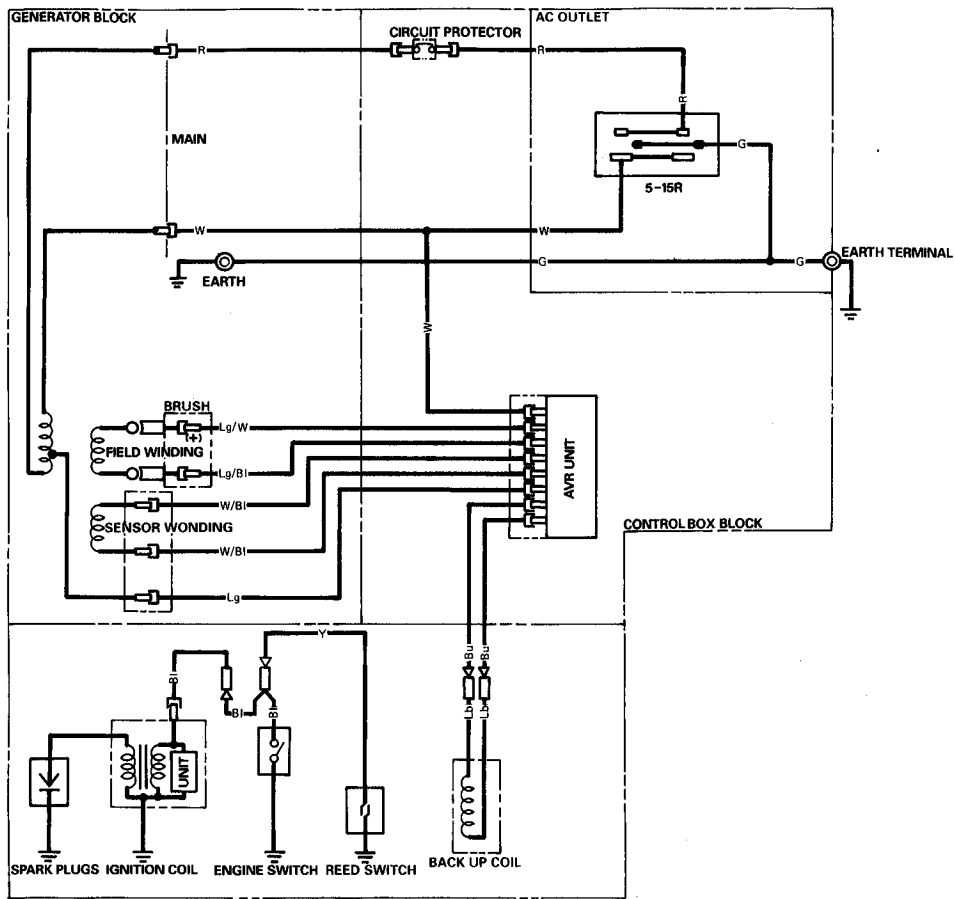 GENERATOR BLOCK
AC OUTLET
CIRCUIT PROTECTOR
R
R
R
MAIN
G
5-15R
W
W
G
G
EARTH TERMINAL
EARTH
W
BRUSH
Lg/W
(+)
FIELD WINDING
Lg/Bl
AVR UNIT
W/Bl
SENSOR WONDING
CONTROL BOX BLOCK
W/Bl
Lg
Y
Bu
Bu
Bl
Bl
Bl
Lb
Lb
UNIT
SPARK PLUGS
IGNITION COIL
ENGINE SWITCH
REED SWITCH
BACK UP COIL